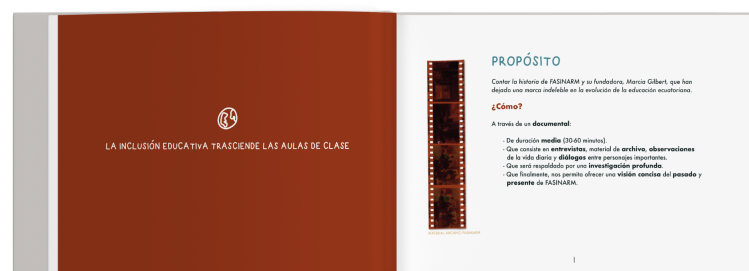 LA INCLUSIÓN EDUCATIVA TRASCIENDE LAS AULAS DE CLASE
PROPÓSITO
Contar la historia de FASINARM y su fundadora, Marcia Gilbert, que han
dejado una marca indeleble en la evolución de la educación ecuatoriana.
¿Cómo?
A través de un documental:
- De duración media (30-60 minutos).
- Que consiste en entrevistas, material de archivo, observaciones
de la vida diaria y diálogos entre personajes importantes.
- Que será respaldado por una investigación profunda.
- Que finalmente, nos permita ofrecer una visión concisa del pasado y
presente de FASINARM.